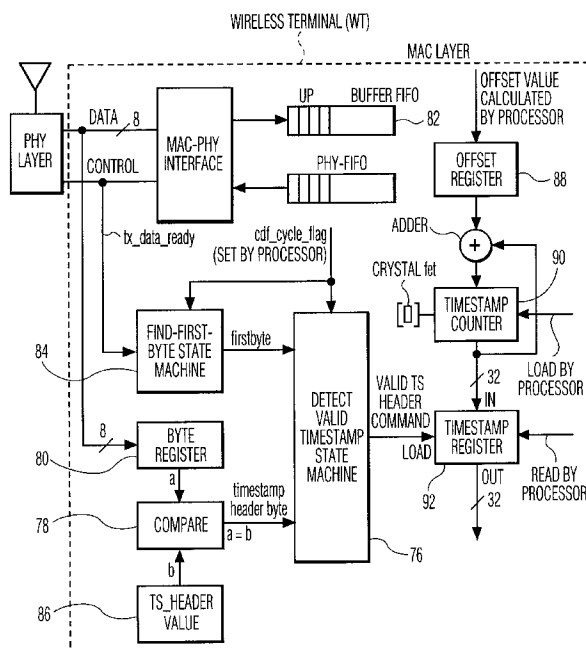 WIRELESS TERMINAL (WT)
MAC LAYER
PHY
LAYER
DATA
8
CONTROL
tx_data_ready
MAC-PHY
INTERFACE
UP
BUFFER FIFO
82
PHY-FIFO
OFFSET VALUE
CALCULATED
BY PROCESSOR
OFFSET
REGISTER
88
ADDER
+
90
CRYSTAL fet
TIMESTAMP
COUNTER
LOAD BY
PROCESSOR
32
IN
cdf_cycle_flag
(SET BY PROCESSOR)
FIND-FIRST-
BYTE STATE
MACHINE
84
firstbyte
DETECT
VALID
TIMESTAMP
STATE
MACHINE
76
VALID TS
HEADER
COMMAND
LOAD
TIMESTAMP
REGISTER
92
OUT
32
READ BY
PROCESSOR
8
BYTE
REGISTER
80
a
COMPARE
78
timestamp
header byte
a = b
b
TS_HEADER
VALUE
86